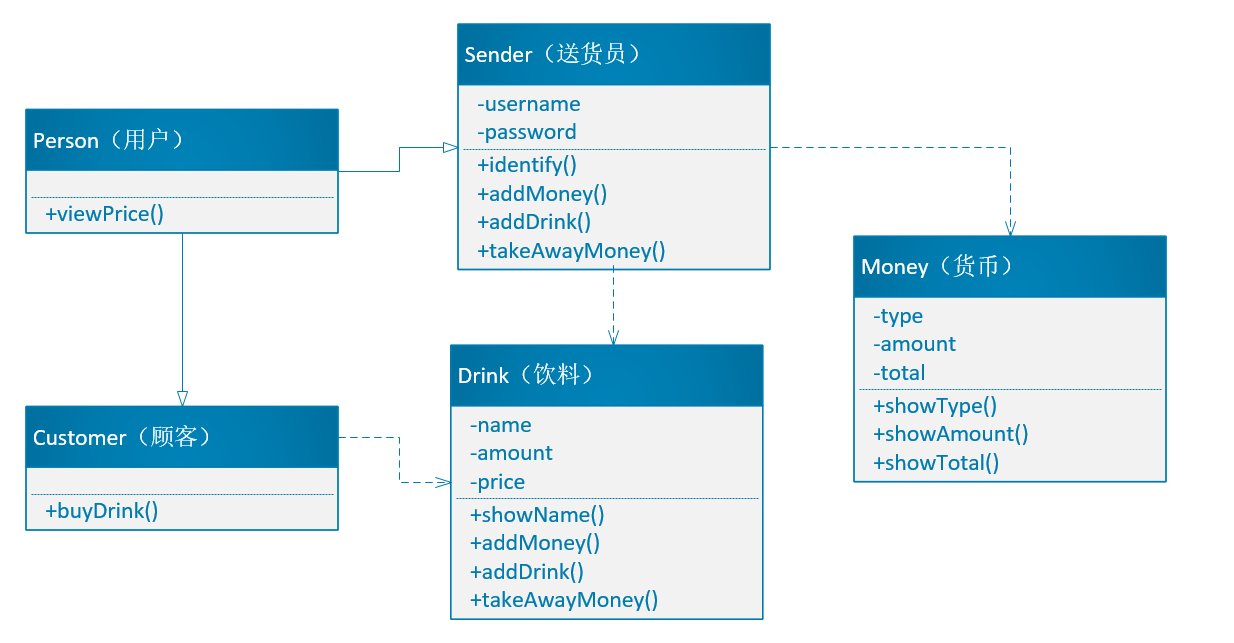 Sender（送货员）
-username
-password
+identify()
+addMoney()
+addDrink()
+takeAwayMoney()
Person（用户）
+viewPrice()
Money（货币）
-type
-amount
-total
+showType()
+showAmount()
+showTotal()
Drink（饮料）
-name
-amount
-price
+showName()
+addMoney()
+addDrink()
+takeAwayMoney()
Customer（顾客）
+buyDrink()